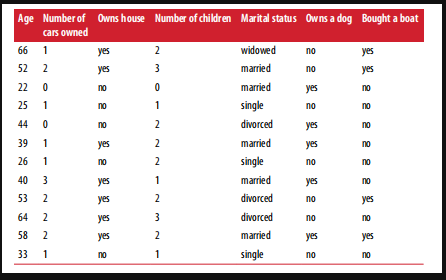 Age Number of cars owned Owns house Number of children Marital status Owns a dog Bought a boat
66 1 yes 2 widowed no yes
52 2 yes 3 married no yes
22 0 no 0 married yes no
25 1 no 1 single no no
44 0 no 2 divorced yes no
39 1 yes 2 married yes no
26 1 no 2 single no no
40 3 yes 1 married yes no
53 2 yes 2 divorced no yes
64 2 yes 3 divorced no no
58 2 yes 2 married yes yes
33 1 no 1 single no no